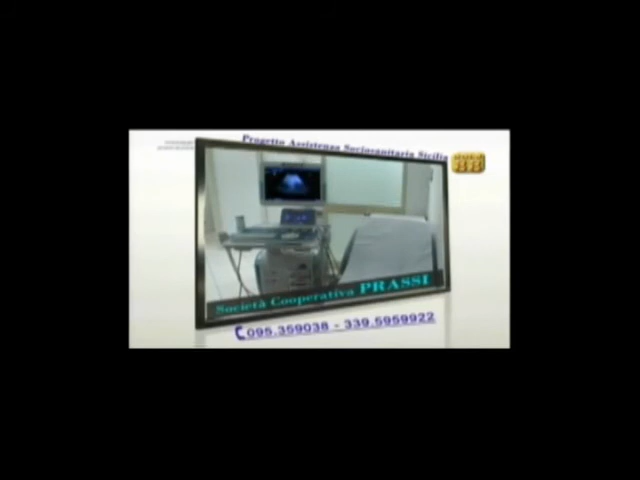 Progetto Assistenza Sociosanitaria Sicilia
Società Cooperativa PRASSI
095.359038 - 339.5959922